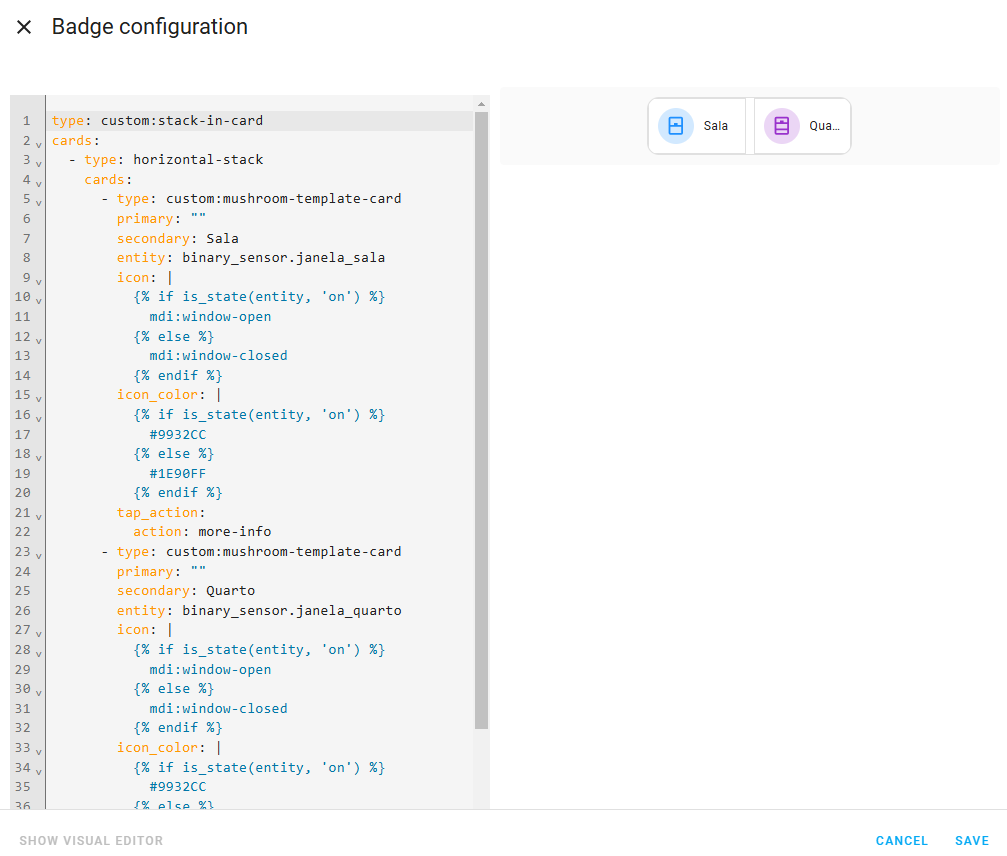 Badge configuration
1 type: custom:stack-in-card
2 cards:
3   - type: horizontal-stack
4     cards:
5       - type: custom:mushroom-template-card
6         primary: ""
7         secondary: Sala
8         entity: binary_sensor.janela_sala
9         icon: |
10           {% if is_state(entity, 'on') %}
11             mdi:window-open
12           {% else %}
13             mdi:window-closed
14           {% endif %}
15         icon_color: |
16           {% if is_state(entity, 'on') %}
17             #9932CC
18           {% else %}
19             #1E90FF
20           {% endif %}
21         tap_action:
22           action: more-info
23       - type: custom:mushroom-template-card
24         primary: ""
25         secondary: Quarto
26         entity: binary_sensor.janela_quarto
27         icon: |
28           {% if is_state(entity, 'on') %}
29             mdi:window-open
30           {% else %}
31             mdi:window-closed
32           {% endif %}
33         icon_color: |
34           {% if is_state(entity, 'on') %}
35             #9932CC
36           {% else %}
Sala
Qua…
SHOW VISUAL EDITOR
CANCEL
SAVE